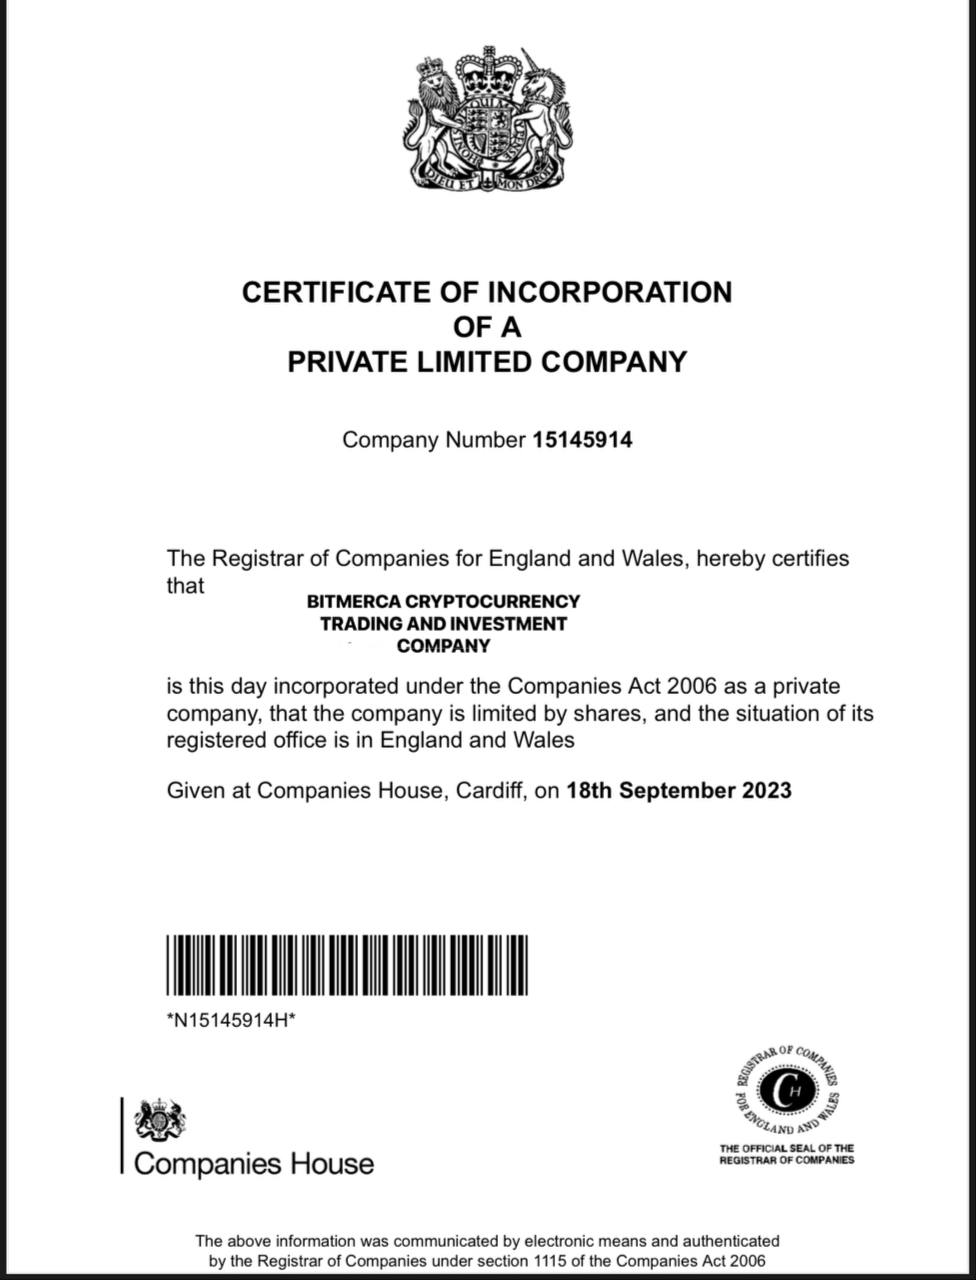 QUI
HONI
PENSE
DIEU ET
MON DROIT
CERTIFICATE OF INCORPORATION
OF A
PRIVATE LIMITED COMPANY
Company Number 15145914
The Registrar of Companies for England and Wales, hereby certifies
that
BITMERCA CRYPTOCURRENCY
TRADING AND INVESTMENT
COMPANY
is this day incorporated under the Companies Act 2006 as a private
company, that the company is limited by shares, and the situation of its
registered office is in England and Wales
Given at Companies House, Cardiff, on 18th September 2023
*N15145914H*
REGISTRAR OF COMPANIES
FOR ENGLAND AND WALES
CH
THE OFFICIAL SEAL OF THE
REGISTRAR OF COMPANIES
Companies House
The above information was communicated by electronic means and authenticated
by the Registrar of Companies under section 1115 of the Companies Act 2006